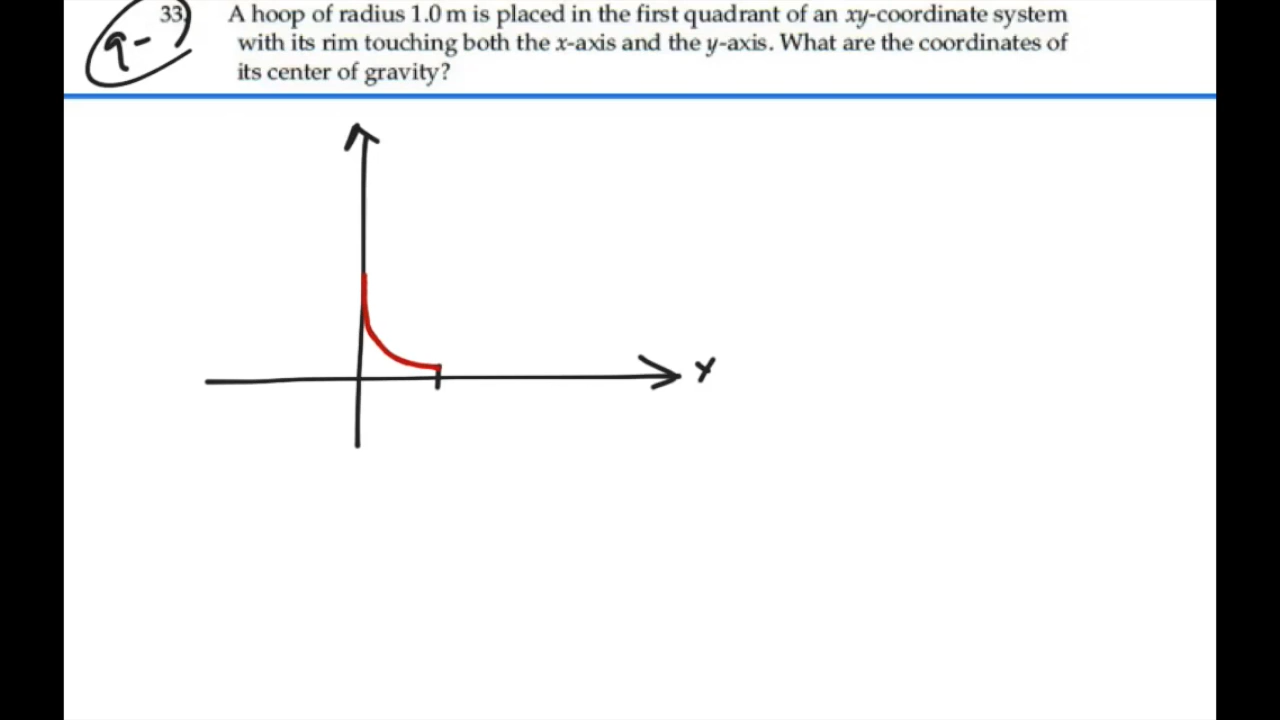 33. A hoop of radius 1.0 m is placed in the first quadrant of an xy-coordinate system
with its rim touching both the x-axis and the y-axis. What are the coordinates of
its center of gravity?
9-
x